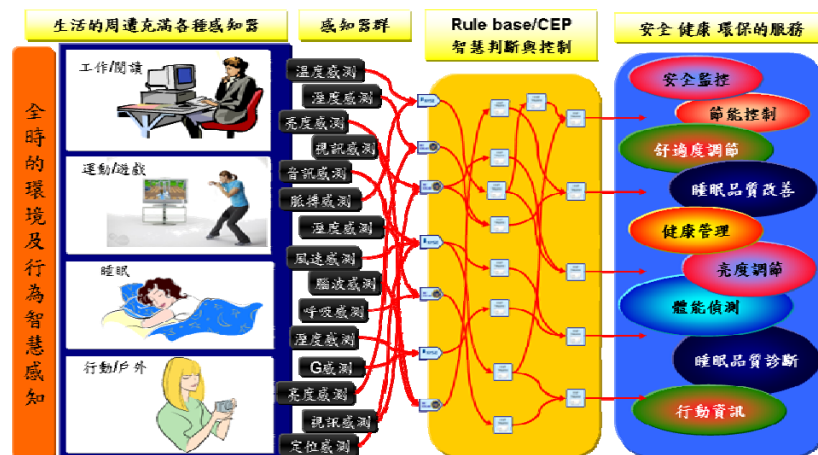 生活的周遭充滿各種感知器
感知器群
Rule base/CEP
智慧判斷與控制
安全 健康 環保的服務
全時的環境及行為智慧感知
工作/閱讀
運動/遊戲
睡眠
行動/戶外
溫度感測
溼度感測
亮度感測
視訊感測
音訊感測
脈搏感測
溼度感測
風速感測
腦波感測
呼吸感測
溼度感測
G感測
亮度感測
視訊感測
定位感測
安全監控
節能控制
舒適度調節
睡眠品質改善
健康管理
亮度調節
體能偵測
睡眠品質診斷
行動資訊